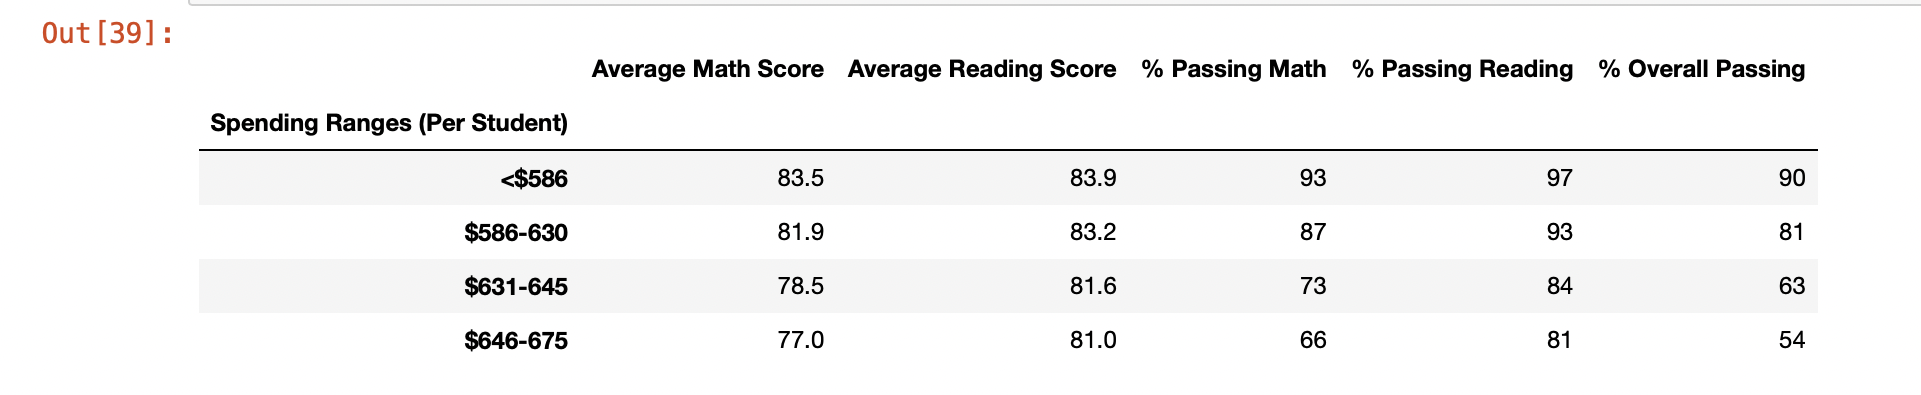 Out[39]:
Average Math Score Average Reading Score % Passing Math % Passing Reading % Overall Passing
Spending Ranges (Per Student)
<$586 83.5 83.9 93 97 90
$586-630 81.9 83.2 87 93 81
$631-645 78.5 81.6 73 84 63
$646-675 77.0 81.0 66 81 54